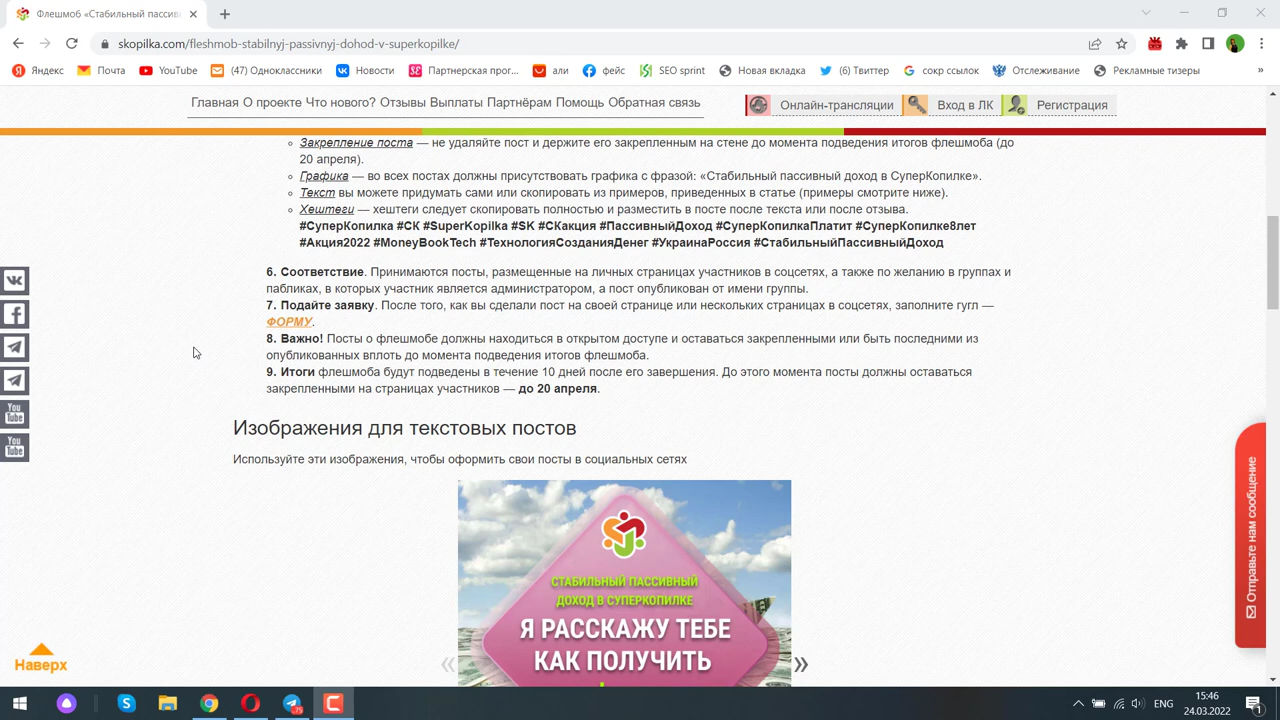 Флешмоб «Стабильный пассив
skopilka.com/fleshmob-stabilnyj-passivnyj-dohod-v-superkopilke/
Яндекс Почта YouTube (47) Одноклассники Новости Партнерская прог... али фейс SEO sprint Новая вкладка (6) Твиттер сокр ссылок Отслеживание Рекламные тизеры »
Главная О проекте Что нового? Отзывы Выплаты Партнёрам Помощь Обратная связь
Онлайн-трансляции Вход в ЛК Регистрация
Закрепление поста — не удаляйте пост и держите его закрепленным на стене до момента подведения итогов флешмоба (до
20 апреля).
Графика — во всех постах должны присутствовать графика с фразой: «Стабильный пассивный доход в СуперКопилке».
Текст вы можете придумать сами или скопировать из примеров, приведенных в статье (примеры смотрите ниже).
Хештеги — хештеги следует скопировать полностью и разместить в посте после текста или после отзыва.
#СуперКопилка #СК #SuperKopilka #SK #СКакция #ПассивныйДоход #СуперКопилкаПлатит #СуперКопилке8лет
#Акция2022 #MoneyBookTech #ТехнологияСозданияДенег #УкраинаРоссия #СтабильныйПассивныйДоход
6. Соответствие. Принимаются посты, размещенные на личных страницах участников в соцсетях, а также по желанию в группах и
пабликах, в которых участник является администратором, а пост опубликован от имени группы.
7. Подайте заявку. После того, как вы сделали пост на своей странице или нескольких страницах в соцсетях, заполните гугл —
ФОРМУ.
8. Важно! Посты о флешмобе должны находиться в открытом доступе и оставаться закрепленными или быть последними из
опубликованных вплоть до момента подведения итогов флешмоба.
9. Итоги флешмоба будут подведены в течение 10 дней после его завершения. До этого момента посты должны оставаться
закрепленными на страницах участников — до 20 апреля.
Изображения для текстовых постов
Используйте эти изображения, чтобы оформить свои посты в социальных сетях
СТАБИЛЬНЫЙ ПАССИВНЫЙ
ДОХОД В СУПЕРКОПИЛКЕ
Я РАССКАЖУ ТЕБЕ
КАК ПОЛУЧИТЬ
« »
You Tube
You Tube
Наверх
Отправьте нам сообщение
75
ENG
15:46
24.03.2022
1